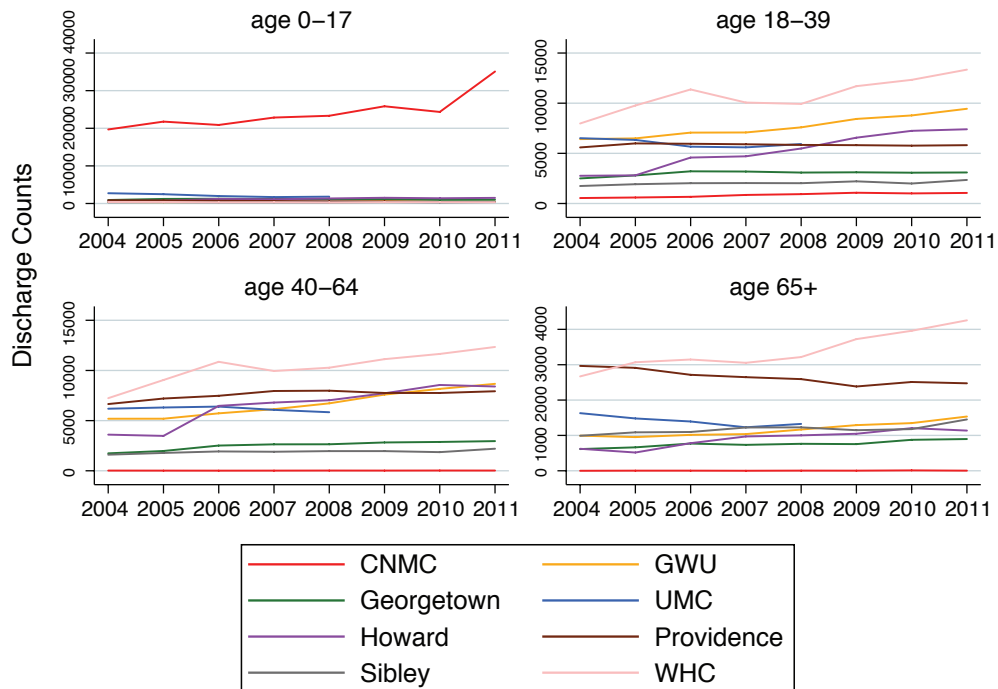 age 0−17
age 18−39
0 10000 20000 30000 40000
2004 2005 2006 2007 2008 2009 2010 2011
0 5000 10000 15000
2004 2005 2006 2007 2008 2009 2010 2011
Discharge Counts
age 40−64
age 65+
0 5000 10000 15000
2004 2005 2006 2007 2008 2009 2010 2011
0 1000 2000 3000 4000
2004 2005 2006 2007 2008 2009 2010 2011
CNMC GWU
Georgetown UMC
Howard Providence
Sibley WHC